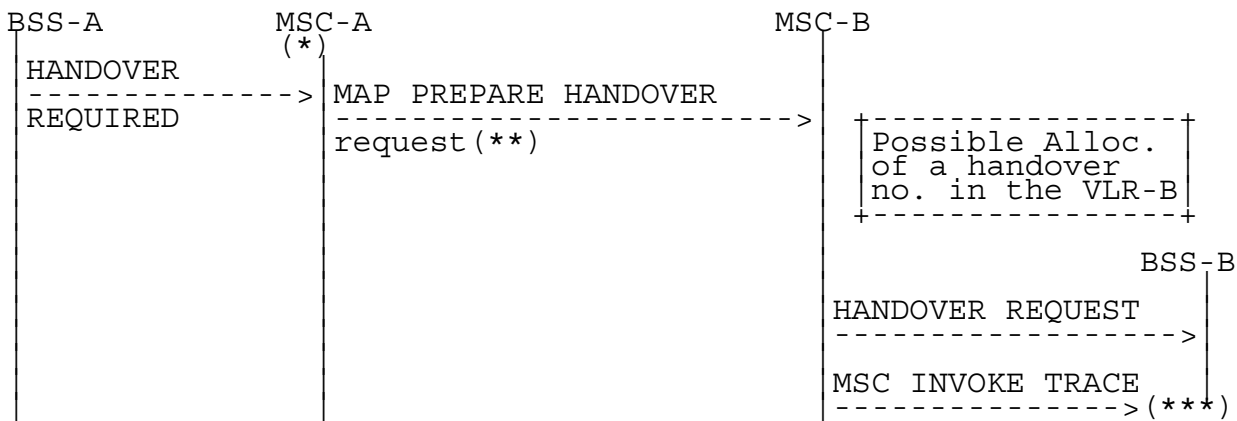 BSS-A MSC-A MSC-B
(*)
HANDOVER
REQUIRED
MAP PREPARE HANDOVER
request(**)
Possible Alloc.
of a handover
no. in the VLR-B
BSS-B
HANDOVER REQUEST
MSC INVOKE TRACE
(***)